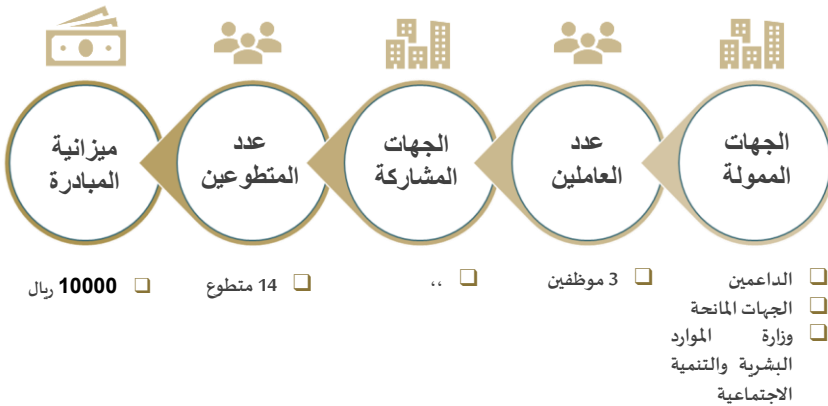 الجهات
الممولة
عدد
العاملين
الجهات
المشاركة
عدد
المتطوعين
ميزانية
المبادرة
الداعمين
الجهات المانحة
وزارة الموارد
البشرية والتنمية
الاجتماعية
3 موظفين
،،
14 متطوع
10000 ريال